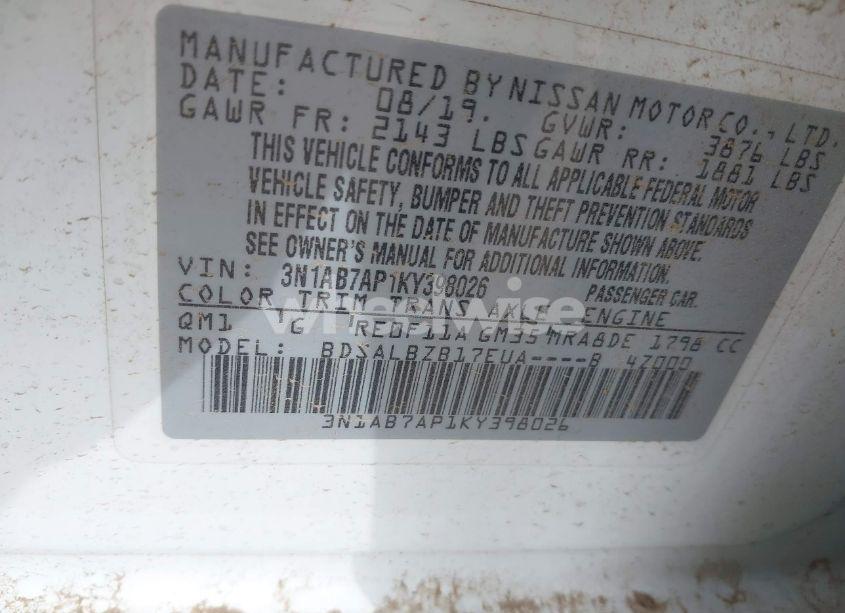 MANUFACTURED BY NISSAN MOTOR CO., LTD.
DATE: 08/19. GVWR: 3876 LBS
GAWR FR: 2143 LBS GAWR RR: 1881 LBS
THIS VEHICLE CONFORMS TO ALL APPLICABLE FEDERAL MOTOR
VEHICLE SAFETY, BUMPER AND THEFT PREVENTION STANDARDS
IN EFFECT ON THE DATE OF MANUFACTURE SHOWN ABOVE.
SEE OWNER'S MANUAL FOR ADDITIONAL INFORMATION.
VIN: 3N1AB7AP1KY398026 PASSENGER CAR.
COLOR TRIM TRANS AXLE ENGINE
QM1 G RE0F11A GM35 MRA8DE 1798 CC
MODEL: BDSALBZB17EUA----B 4Z000
3N1AB7AP1KY398026
wheelwise